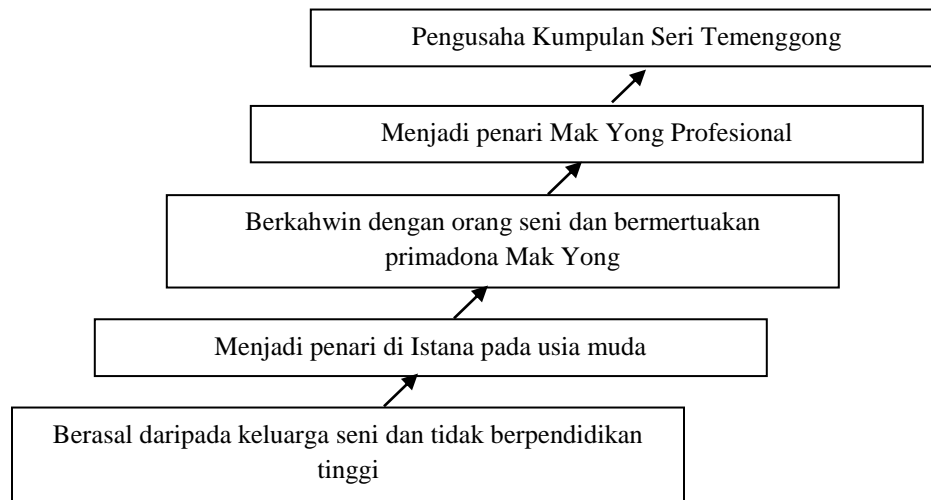 Pengusaha Kumpulan Seri Temenggong
Menjadi penari Mak Yong Profesional
Berkahwin dengan orang seni dan bermertuakan
primadona Mak Yong
Menjadi penari di Istana pada usia muda
Berasal daripada keluarga seni dan tidak berpendidikan
tinggi